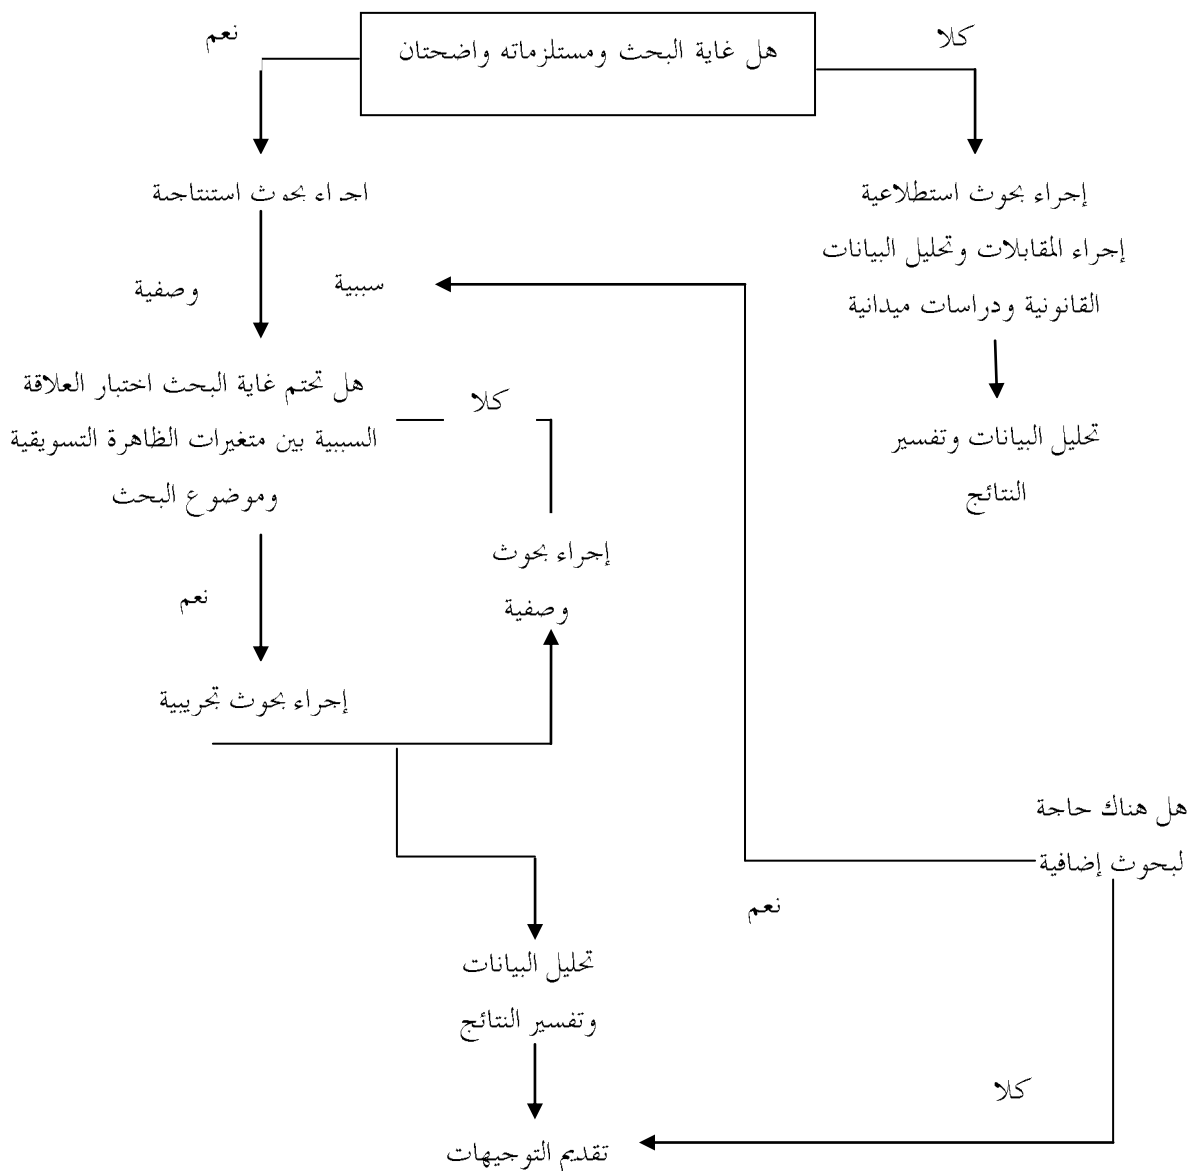 كلا
هل غاية البحث ومستلزماته واضحتان
نعم
إجراء بحوث استطلاعية
إجراء المقابلات وتحليل البيانات
القانونية ودراسات ميدانية
اجراء بحوث استنتاجية
سببية
وصفية
هل تحتم غاية البحث اختبار العلاقة
السببية بين متغيرات الظاهرة التسويقية
وموضوع البحث
كلا
تحليل البيانات وتفسير
النتائج
إجراء بحوث
وصفية
نعم
إجراء بحوث تجريبية
هل هناك حاجة
لبحوث إضافية
نعم
تحليل البيانات
وتفسير النتائج
كلا
تقديم التوجيهات